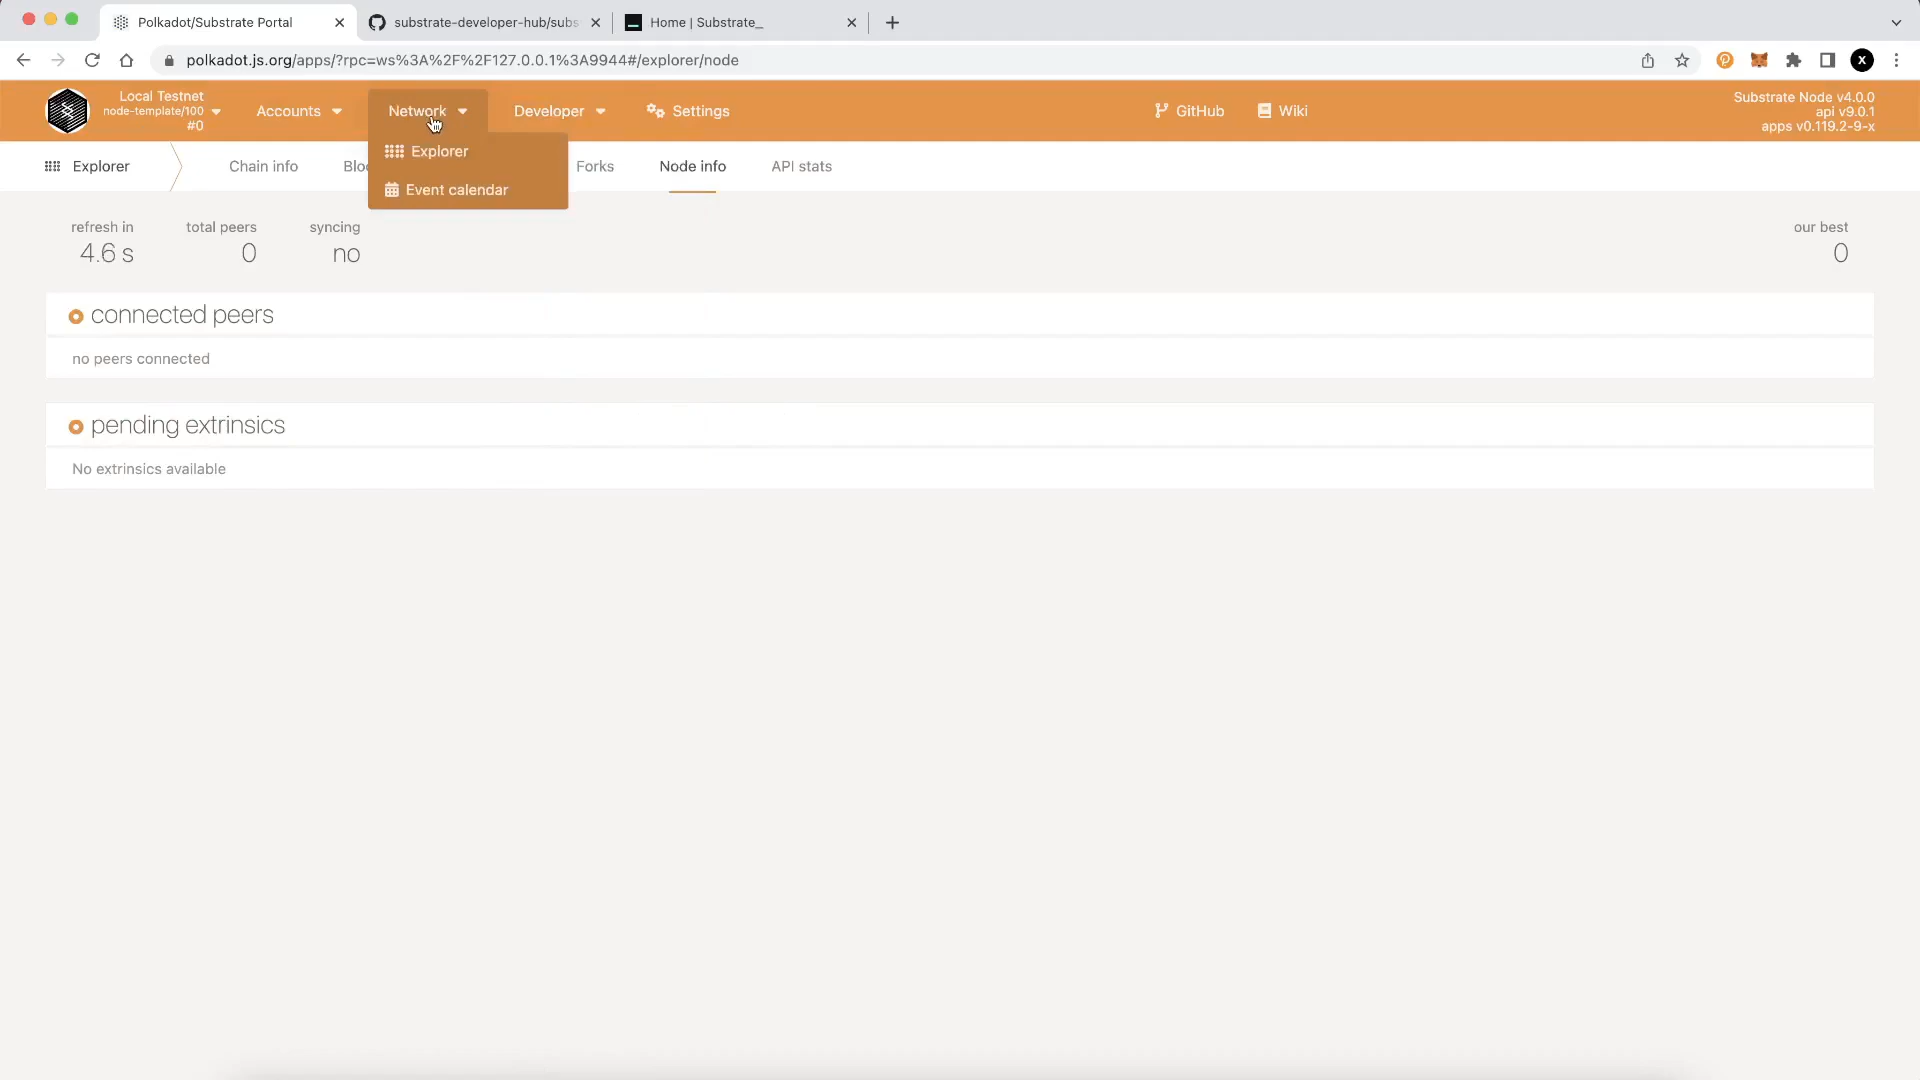 Polkadot/Substrate Portal
substrate-developer-hub/subs
Home | Substrate_
polkadot.js.org/apps/?rpc=ws%3A%2F%2F127.0.0.1%3A9944#/explorer/node
X
Local Testnet
node-template/100
#0
Accounts
Network
Developer
Settings
GitHub
Wiki
Substrate Node v4.0.0
api v9.0.1
apps v0.119.2-9-x
Explorer
Event calendar
Explorer
Chain info
Bloc
Forks
Node info
API stats
refresh in
4.6 s
total peers
0
syncing
no
our best
0
connected peers
no peers connected
pending extrinsics
No extrinsics available